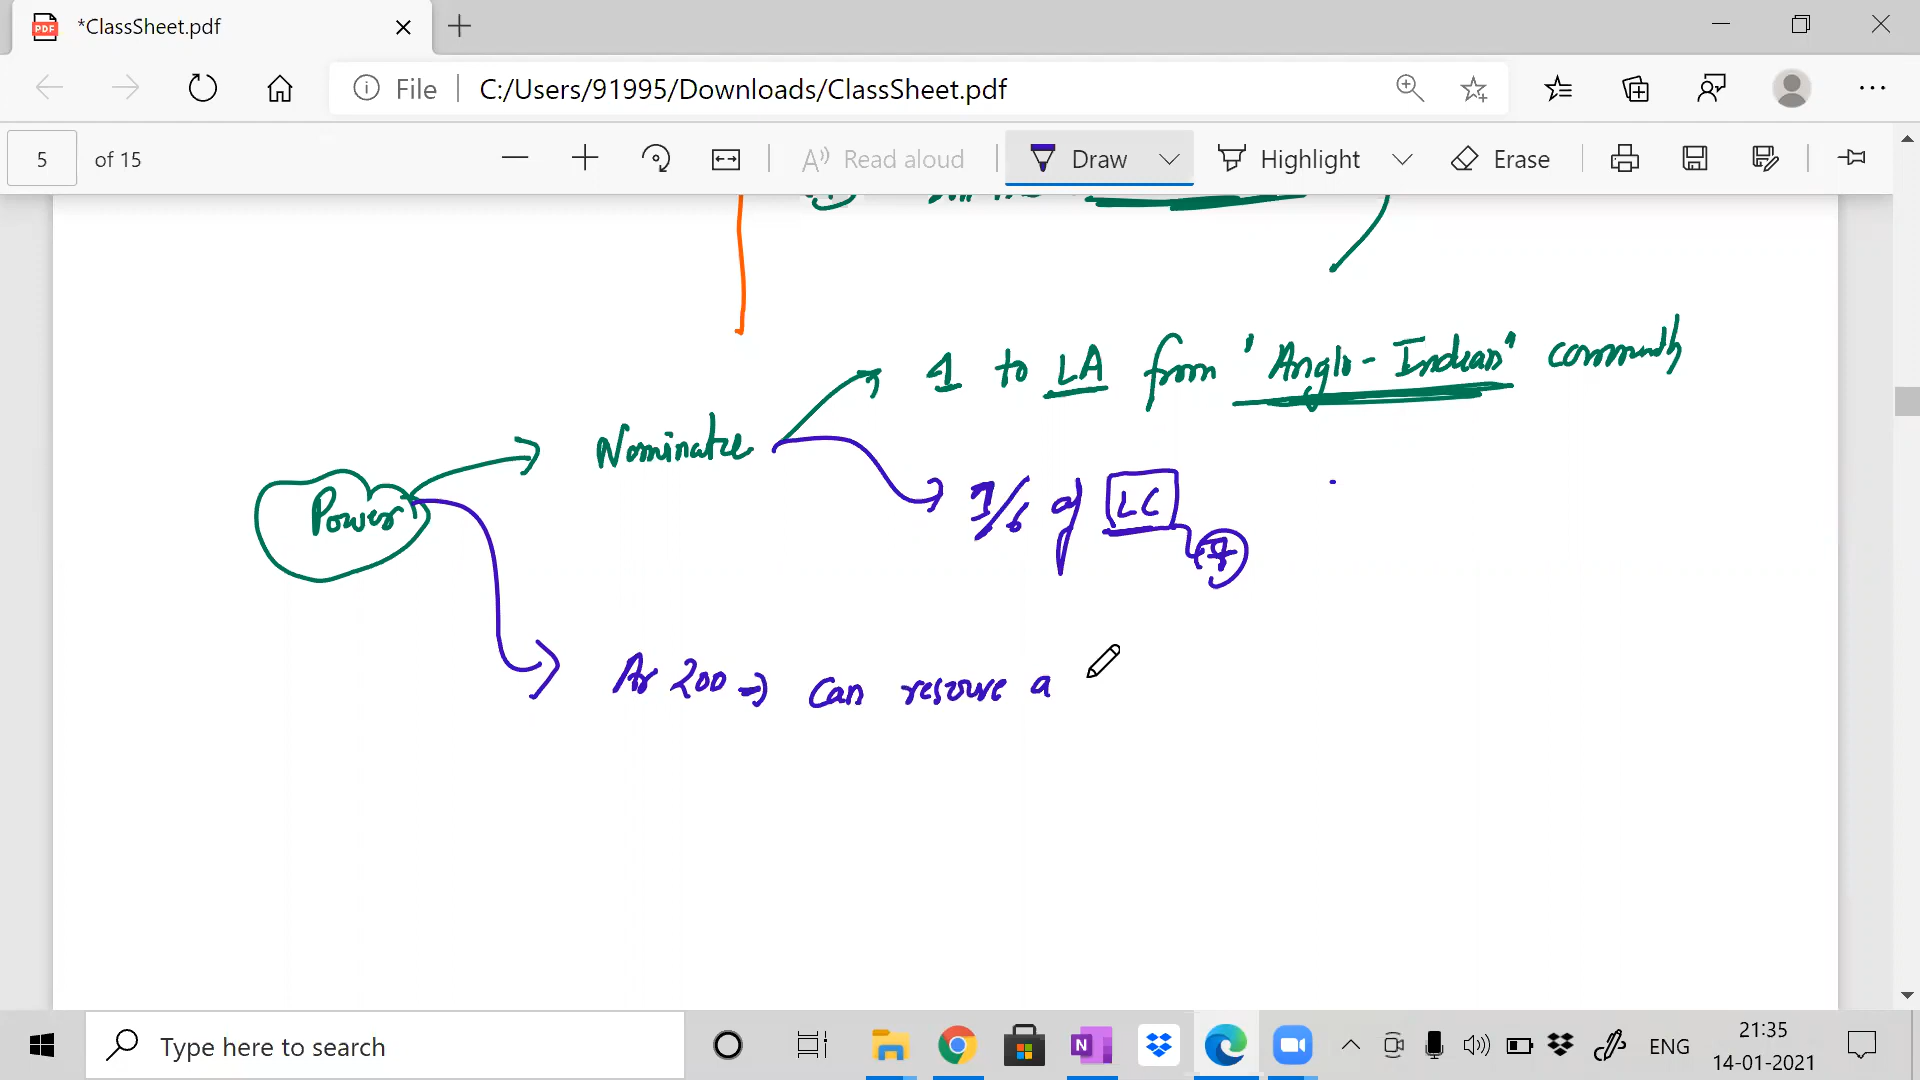 *ClassSheet.pdf
File C:/Users/91995/Downloads/ClassSheet.pdf
5 of 15 Read aloud Draw Highlight Erase
1 to LA from 'Anglo-Indian'
Nominate
Power
1/6 of LC
7
Ar 200 → can reserve a
Type here to search
ENG
21:35
14-01-2021